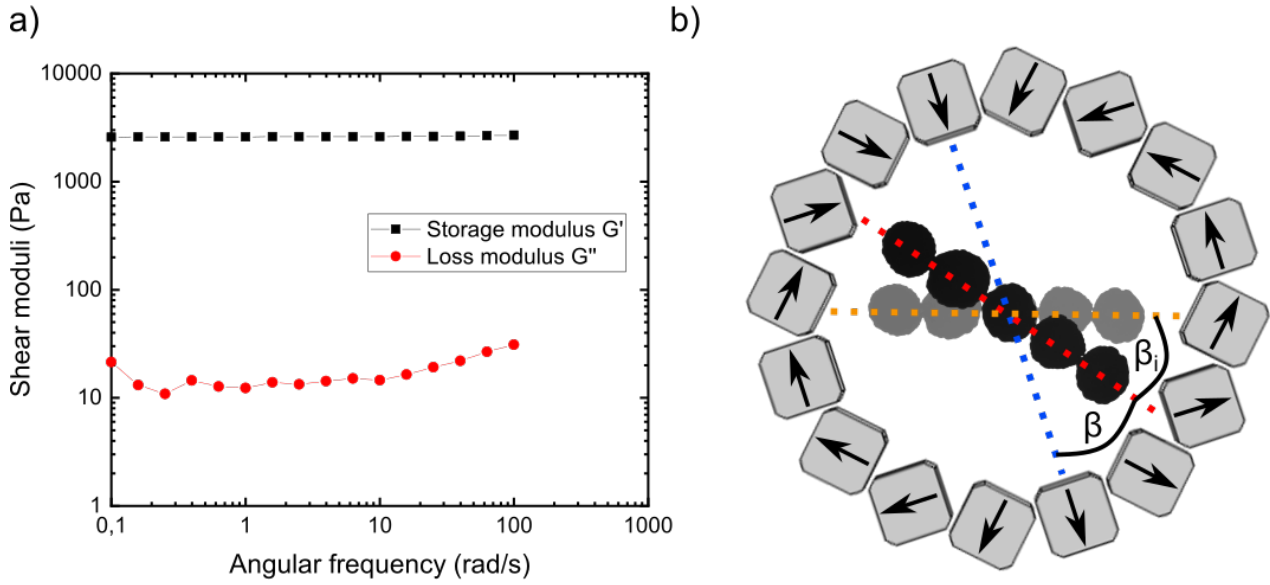 a)
10000
1000
100
10
1
Shear moduli (Pa)
Storage modulus G'
Loss modulus G"
0,1
1
10
100
1000
Angular frequency (rad/s)
b)
βi
β